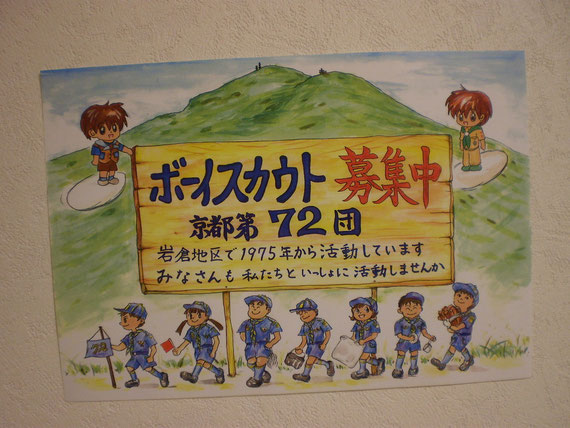 ボーイスカウト 募集中
京都第 72 団
岩倉地区で1975年から活動しています
みなさんも 私たちと いっしょに 活動しませんか
72